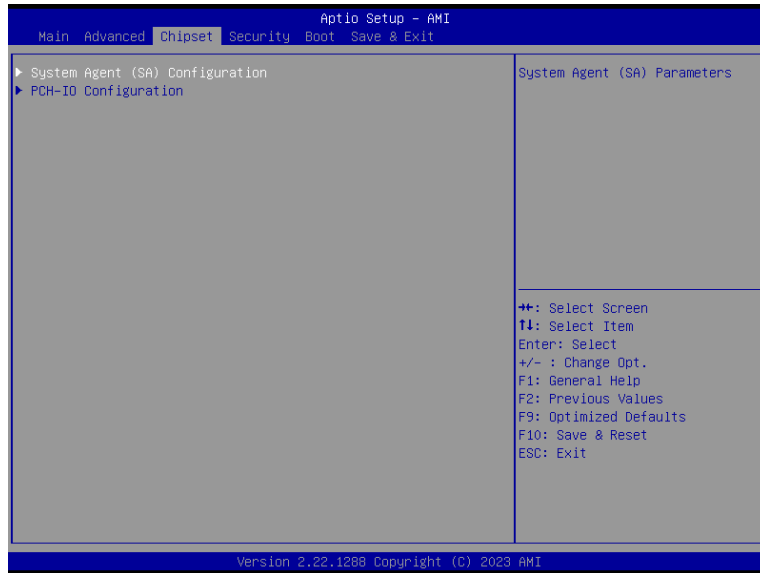 Aptio Setup – AMI
Main Advanced Chipset Security Boot Save & Exit
▶ System Agent (SA) Configuration
▶ PCH-IO Configuration
System Agent (SA) Parameters
→←: Select Screen
↑↓: Select Item
Enter: Select
+/- : Change Opt.
F1: General Help
F2: Previous Values
F9: Optimized Defaults
F10: Save & Reset
ESC: Exit
Version 2.22.1288 Copyright (C) 2023 AMI